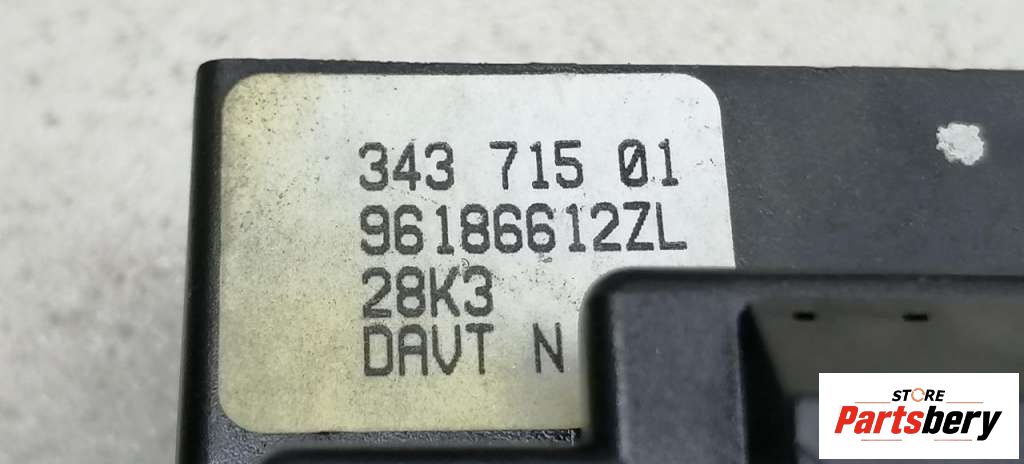 343 715 01
96186612ZL
28K3
DAVT N
STORE
Partsbery